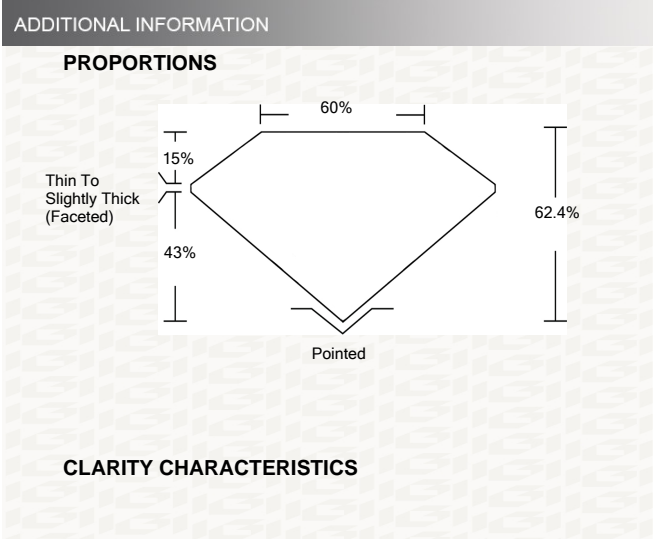 ADDITIONAL INFORMATION
PROPORTIONS
60%
15%
Thin To
Slightly Thick
(Faceted)
62.4%
43%
Pointed
CLARITY CHARACTERISTICS